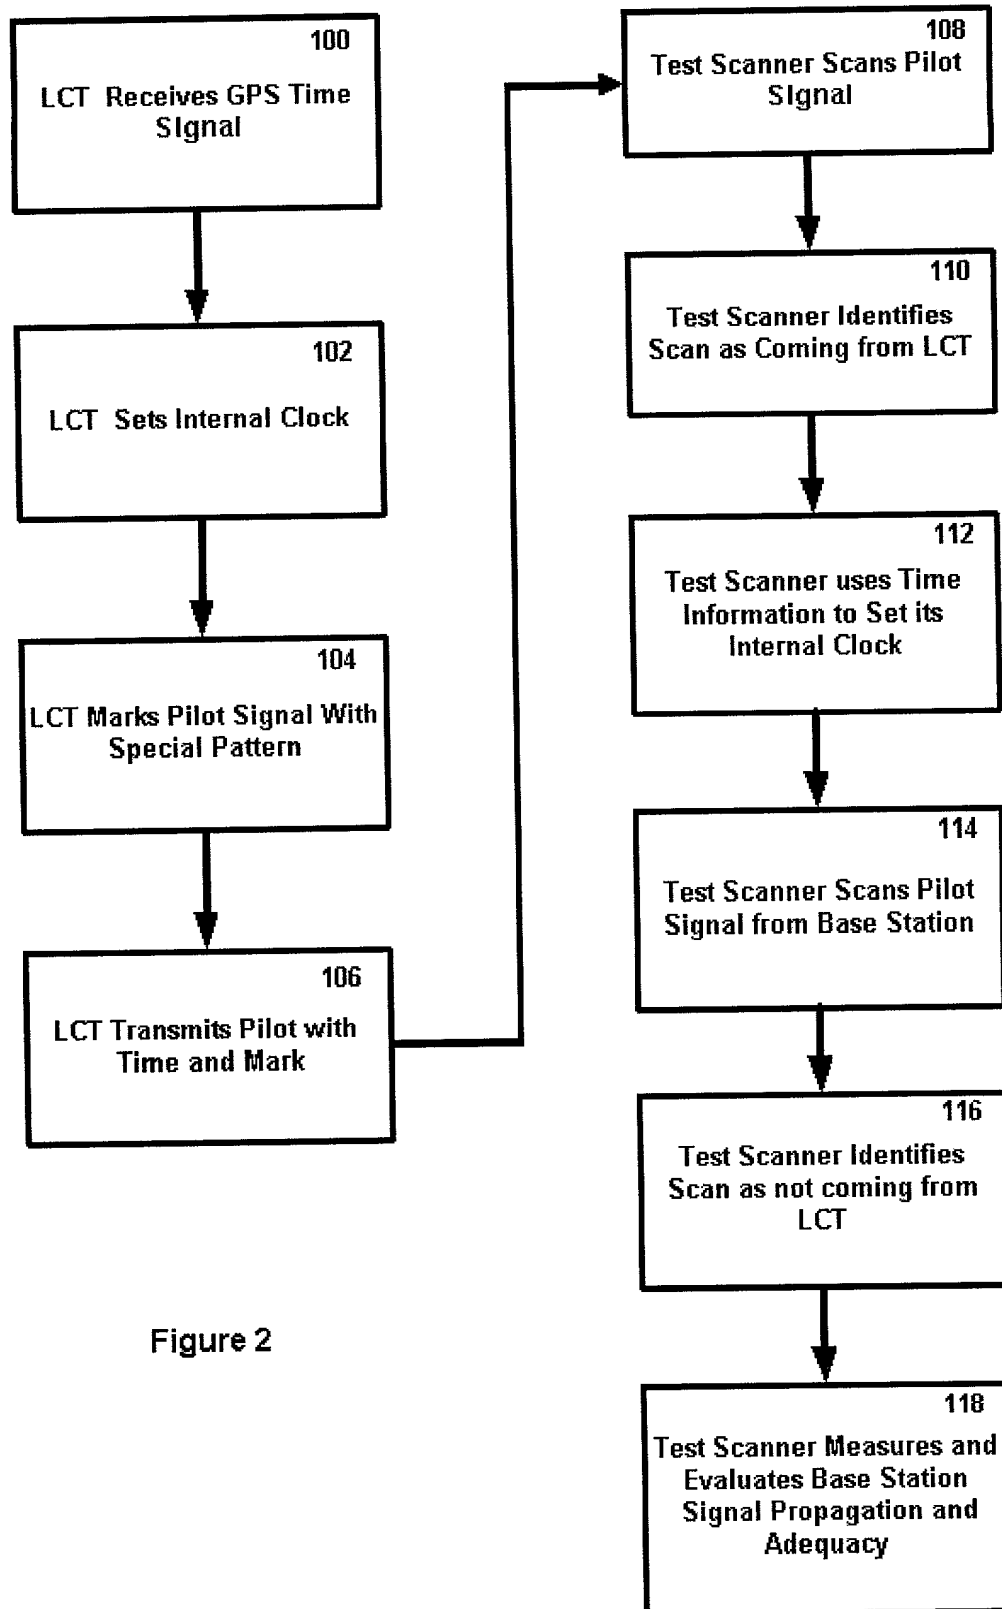 100
LCT Receives GPS Time
SIgnal
102
LCT Sets Internal Clock
104
LCT Marks Pilot Signal With
Special Pattern
106
LCT Transmits Pilot with
Time and Mark
108
Test Scanner Scans Pilot
SIgnal
110
Test Scanner Identifies
Scan as Coming from LCT
112
Test Scanner uses Time
Information to Set its
Internal Clock
114
Test Scanner Scans Pilot
Signal from Base Station
116
Test Scanner Identifies
Scan as not coming from
LCT
118
Test Scanner Measures and
Evaluates Base Station
Signal Propagation and
Adequacy
Figure 2